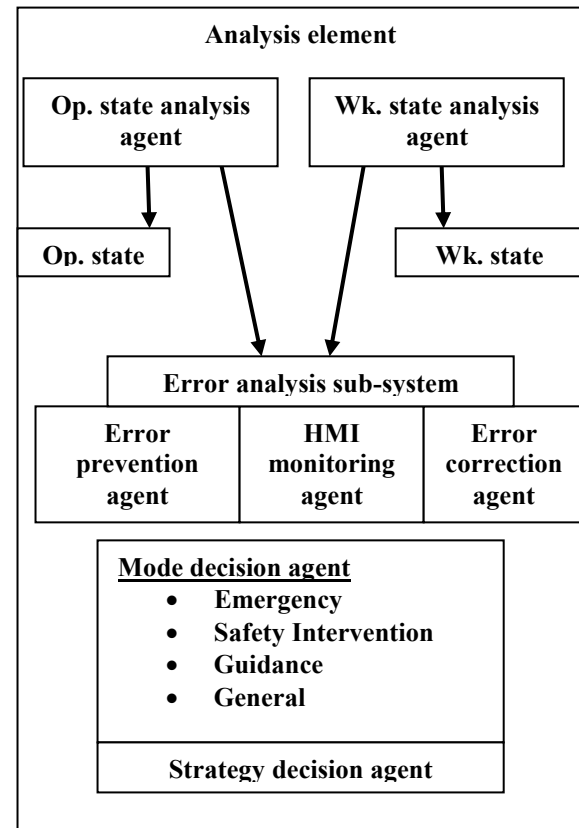 Analysis element
Op. state analysis
agent
Wk. state analysis
agent
Op. state
Wk. state
Error analysis sub-system
Error
prevention
agent
HMI
monitoring
agent
Error
correction
agent
Mode decision agent
• Emergency
• Safety Intervention
• Guidance
• General
Strategy decision agent